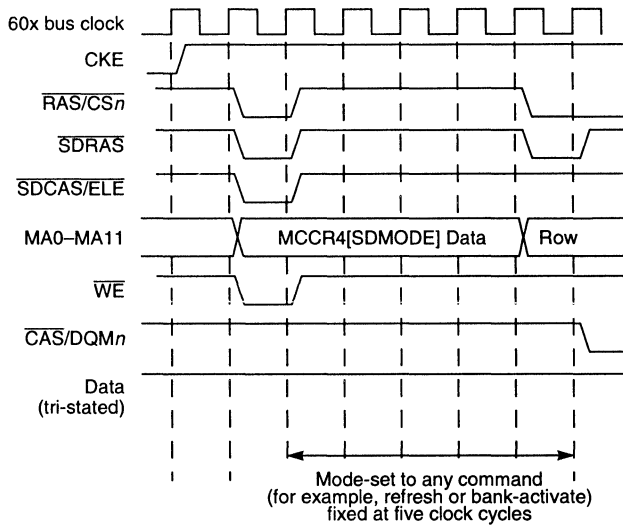 60x bus clock
CKE
RAS/CSn
SDRAS
SDCAS/ELE
MA0–MA11
MCCR4[SDMODE] Data
Row
WE
CAS/DQMn
Data
(tri-stated)
Mode-set to any command
(for example, refresh or bank-activate)
fixed at five clock cycles